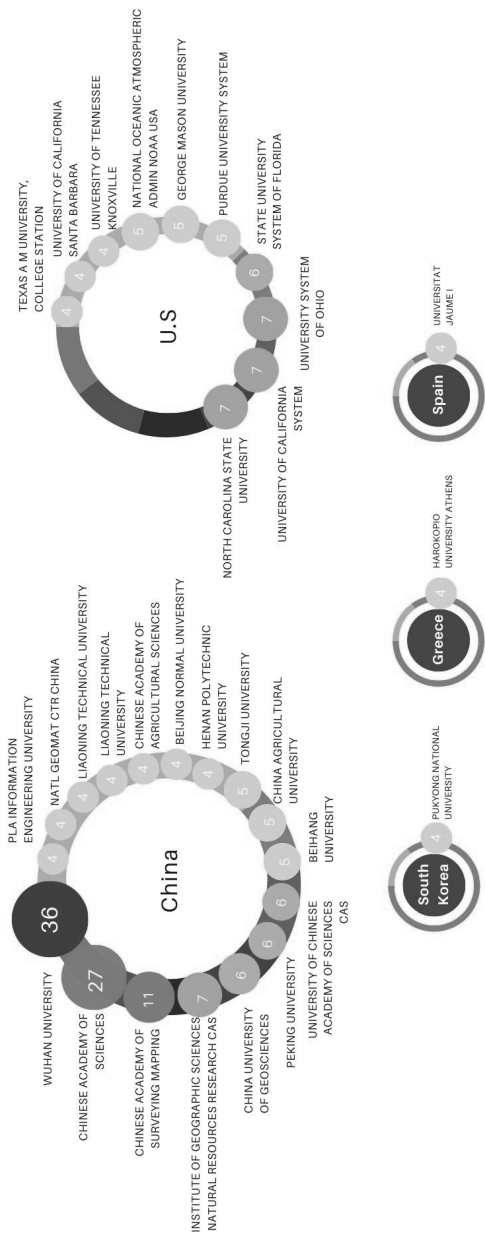 36
27
11
7
6
6
6
5
5
5
4
4
4
4
4
4
4
China
WUHAN UNIVERSITY
CHINESE ACADEMY OF
SCIENCES
CHINESE ACADEMY OF
SURVEYING MAPPING
INSTITUTE OF GEOGRAPHIC SCIENCES
NATURAL RESOURCES RESEARCH CAS
CHINA UNIVERSITY
OF GEOSCIENCES
PEKING UNIVERSITY
UNIVERSITY OF CHINESE
ACADEMY OF SCIENCES
CAS
BEIHANG
UNIVERSITY
CHINA AGRICULTURAL
UNIVERSITY
TONGJI UNIVERSITY
HENAN POLYTECHNIC
UNIVERSITY
BEIJING NORMAL UNIVERSITY
CHINESE ACADEMY OF
AGRICULTURAL SCIENCES
LIAONING TECHNICAL
UNIVERSITY
LIAONING TECHNICAL UNIVERSITY
NATL GEOMAT CTR CHINA
PLA INFORMATION
ENGINEERING UNIVERSITY
U.S
TEXAS A M UNIVERSITY,
COLLEGE STATION
4
UNIVERSITY OF CALIFORNIA
SANTA BARBARA
4
UNIVERSITY OF TENNESSEE
KNOXVILLE
4
NATIONAL OCEANIC ATMOSPHERIC
ADMIN NOAA USA
5
GEORGE MASON UNIVERSITY
5
PURDUE UNIVERSITY SYSTEM
5
STATE UNIVERSITY
SYSTEM OF FLORIDA
6
UNIVERSITY SYSTEM
OF OHIO
7
UNIVERSITY OF CALIFORNIA
SYSTEM
7
NORTH CAROLINA STATE
UNIVERSITY
7
South
Korea
4
PUKYONG NATIONAL
UNIVERSITY
Greece
4
HAROKOPIO
UNIVERSITY ATHENS
Spain
4
UNIVERSITAT
JAUME I